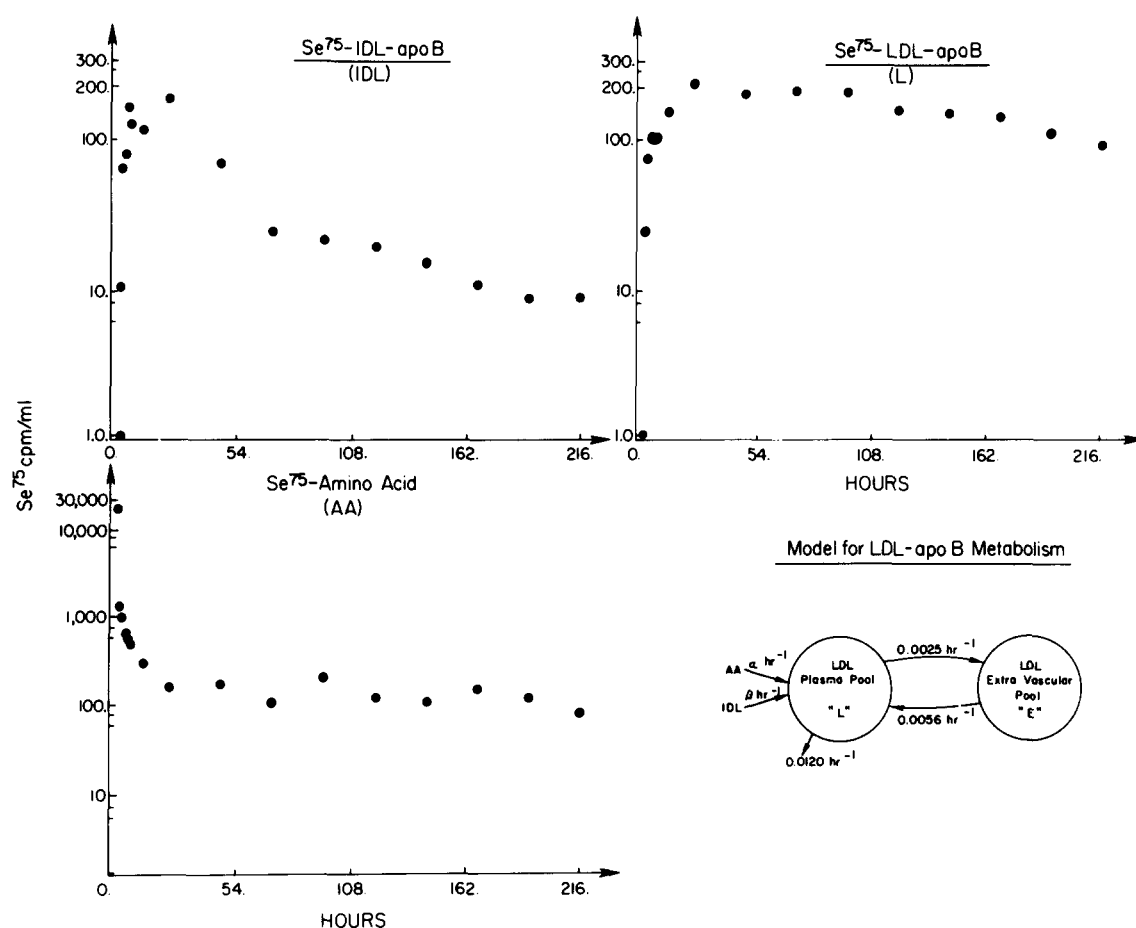 Se75-IDL-apoB
(IDL)
300.
200.
100.
10.
1.0
0. 54. 108. 162. 216.
Se75-LDL-apoB
(L)
300.
200.
100.
10.
1.0
0. 54. 108. 162. 216.
HOURS
Se75 cpm/ml
Se75-Amino Acid
(AA)
30,000
10,000
1,000
100.
10
0. 54. 108. 162. 216.
HOURS
Model for LDL-apo B Metabolism
AA α hr-1
IDL β hr-1
LDL
Plasma Pool
"L"
0.0120 hr-1
0.0025 hr-1
0.0056 hr-1
LDL
Extra Vascular
Pool
"E"